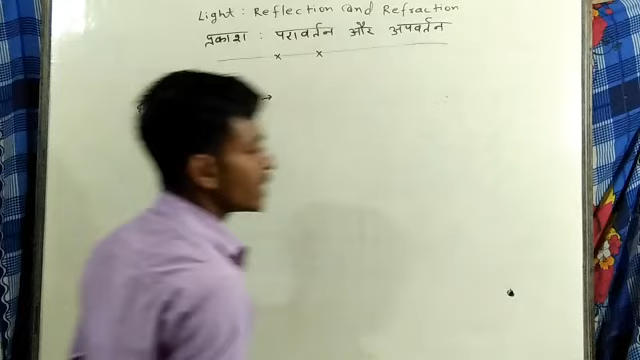 Light : Reflection and Refraction
प्रकाश : परावर्तन और अपवर्तन